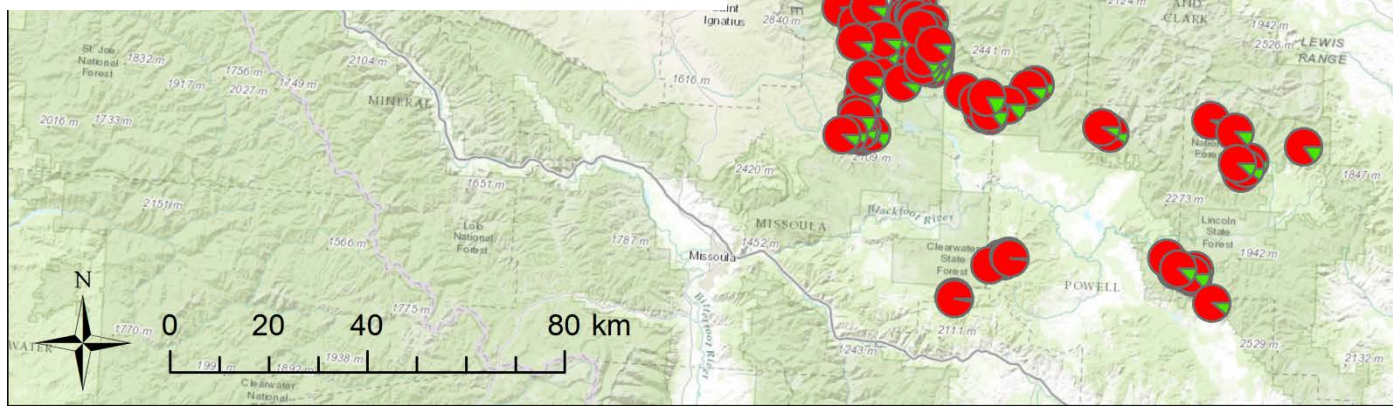 Saint
Ignatius
2840 m
2124 m
AND
CLARK
1942 m
2526 m
LEWIS
RANGE
2441 m
St. Joe
National
Forest
1832 m
1917 m
1756 m
2027 m
1749 m
2104 m
1616 m
MINERAL
2016 m
1733 m
2109 m
2420 m
1651 m
1847 m
2273 m
2151 m
Lolo
National
Forest
1566 m
1787 m
MISSOULA
1452 m
Blackfoot River
Missoula
Clearwater
State
Forest
Lincoln
State
Forest
1942 m
POWELL
N
Bitterroot River
0 20 40 80 km
1775 m
1770 m
WATER
1938 m
1892 m
Clearwater
National
2111 m
1243 m
2529 m
2132 m